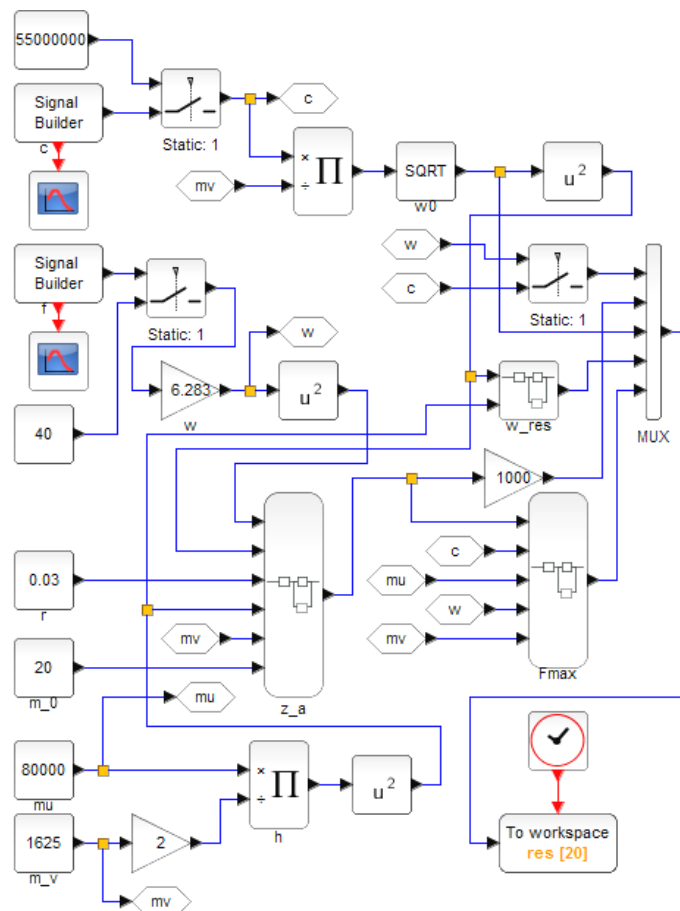 55000000
Signal
Builder
c
Static: 1
c
mv
×
÷
∏
SQRT
w0
u²
Signal
Builder
f
Static: 1
w
c
Static: 1
w
6.283
w
u²
40
w_res
MUX
1000
0.03
r
mv
20
m_0
z_a
c
mu
w
mv
Fmax
mu
80000
mu
×
÷
∏
h
u²
1625
m_v
2
mv
To workspace
res [20]